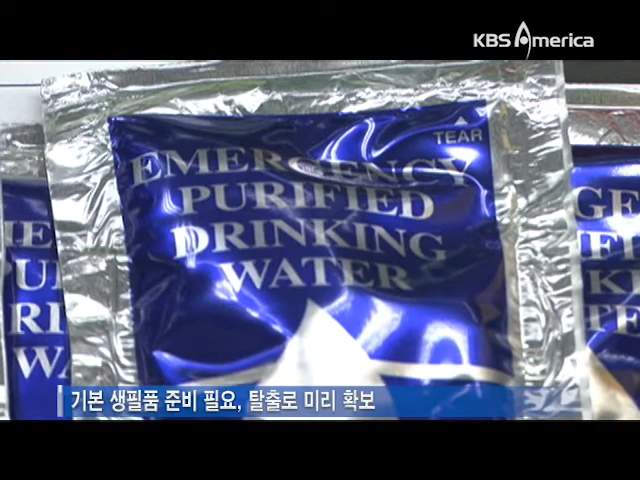 KBS America
TEAR
EMERGENCY
PURIFIED
DRINKING
WATER
기본 생필품 준비 필요, 탈출로 미리 확보